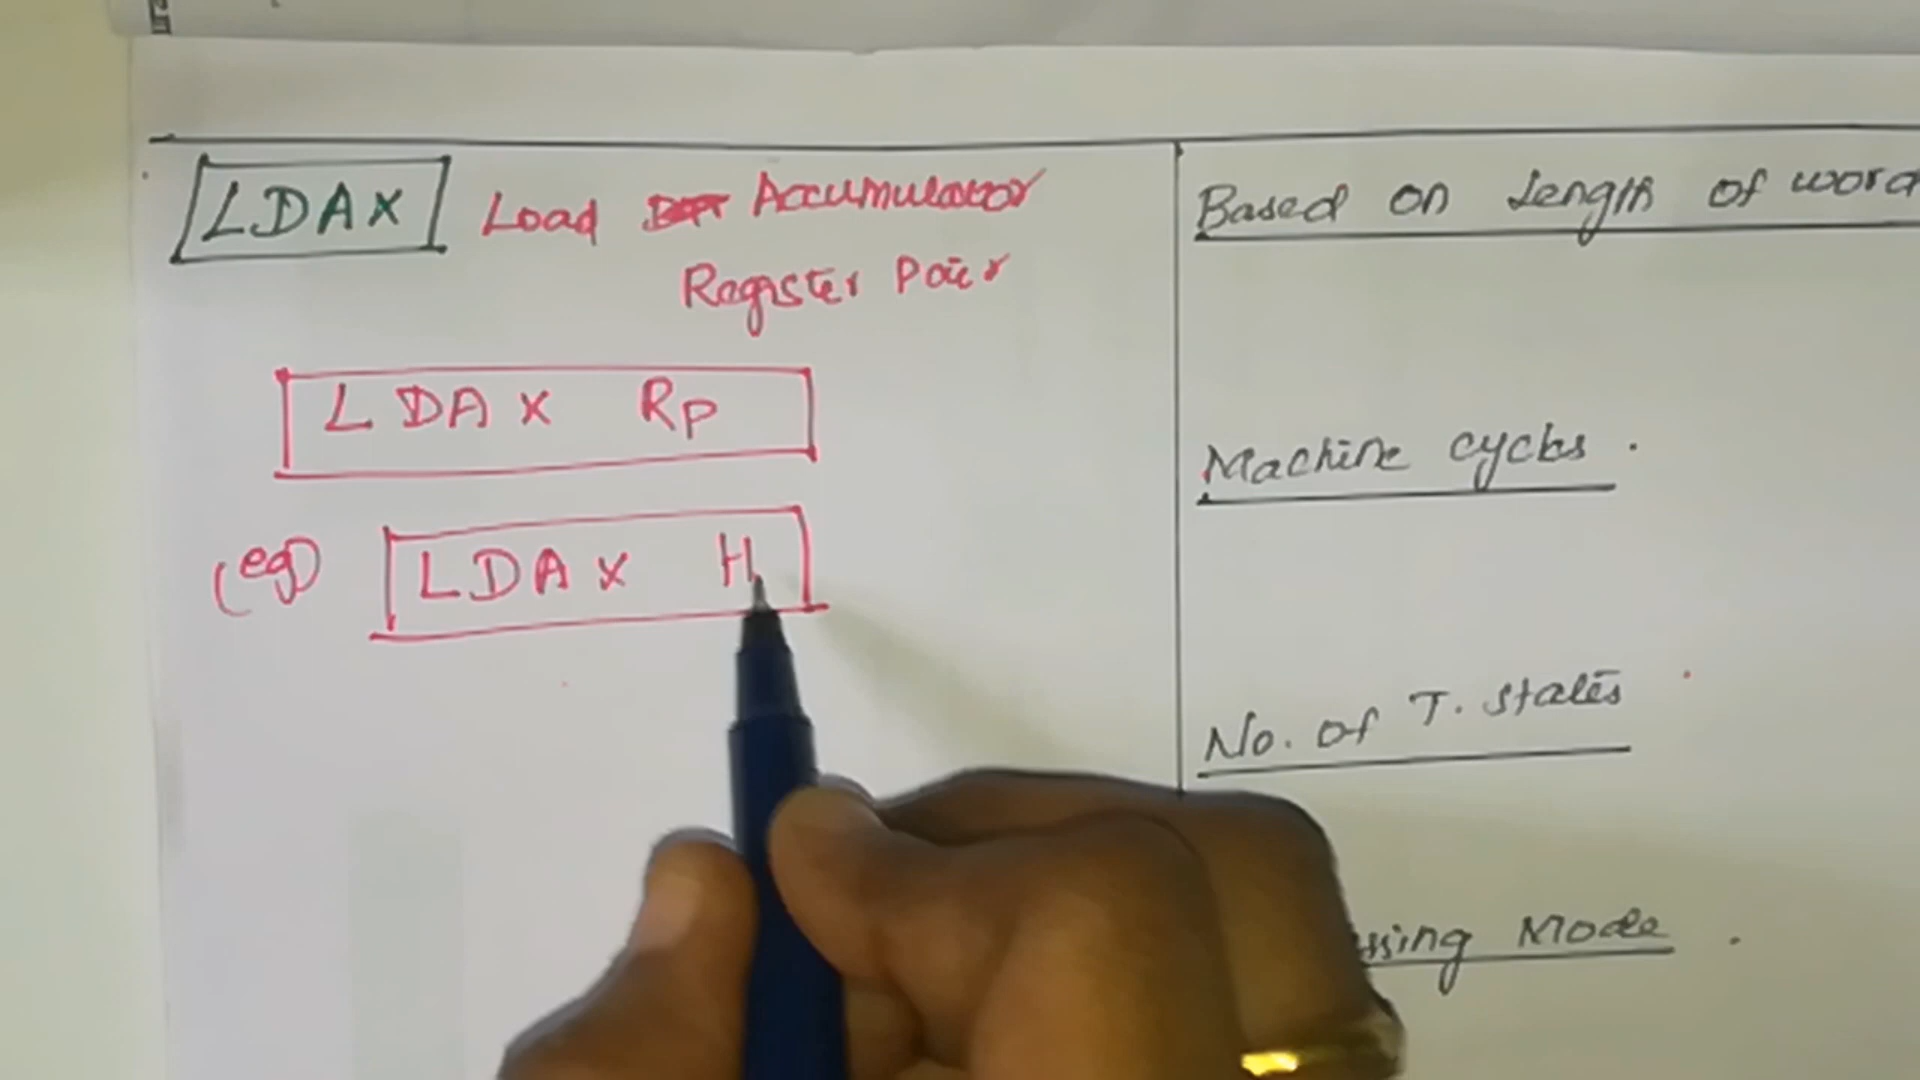 LDAX Load Accumulator
Register Pair
LDAX Rp
(eg) LDAX H
Based on Length of word
Machine cycles .
No. of T. states
ssing Mode .